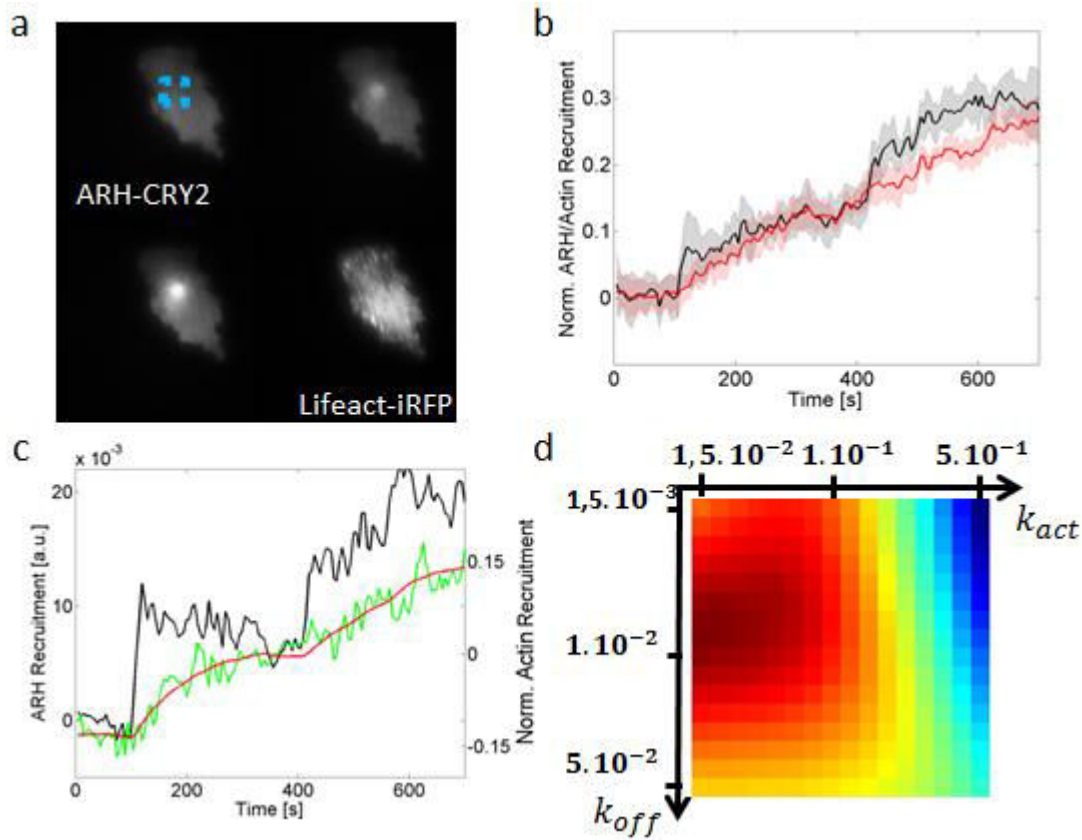 a
ARH-CRY2
Lifeact-iRFP
b
Norm. ARH/Actin Recruitment
0.3
0.2
0.1
0
0
200
400
600
Time [s]
c
x 10⁻³
ARH Recruitment [a.u.]
20
10
0
0.15
0
-0.15
Norm. Actin Recruitment
0
200
400
600
Time [s]
d
1,5.10⁻²
1.10⁻¹
5.10⁻¹
k_act
1,5.10⁻³
1.10⁻²
5.10⁻²
k_off